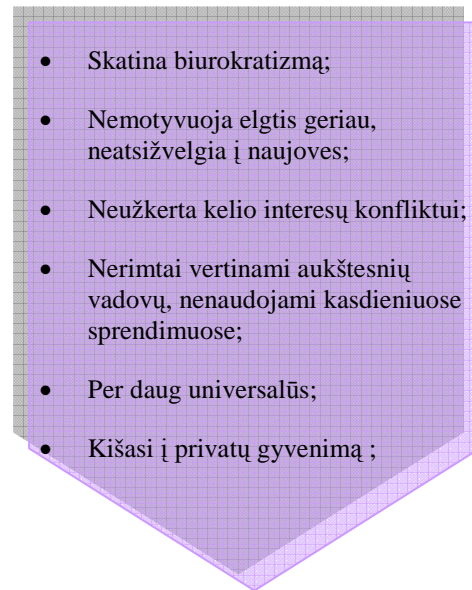 • Skatina biurokratizmą;
• Nemotyvuoja elgtis geriau,
neatsižvelgia į naujoves;
• Neužkerta kelio interesų konfliktui;
• Nerimtai vertinami aukštesnių
vadovų, nenaudojami kasdieniuose
sprendimuose;
• Per daug universalūs;
• Kišasi į privatų gyvenimą ;